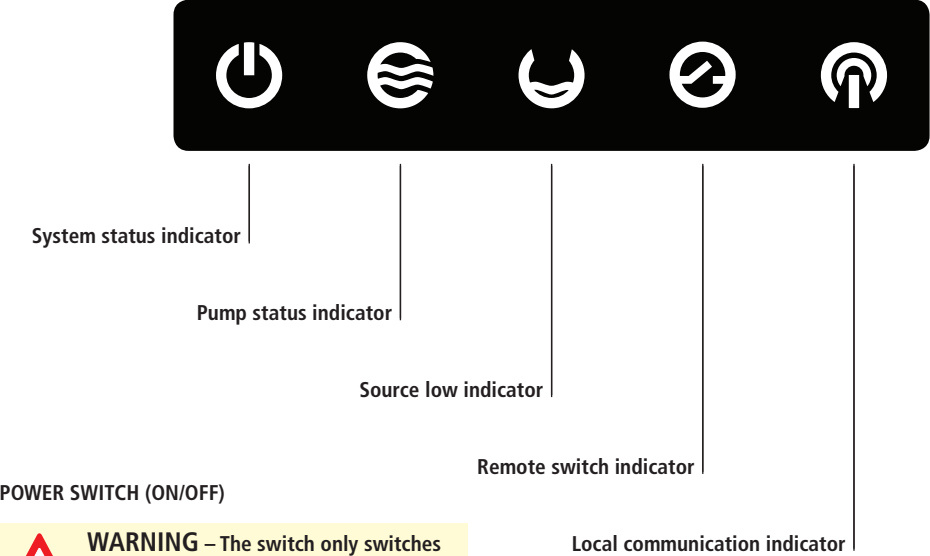 System status indicator
Pump status indicator
Source low indicator
Remote switch indicator
POWER SWITCH (ON/OFF)
WARNING – The switch only switches
Local communication indicator